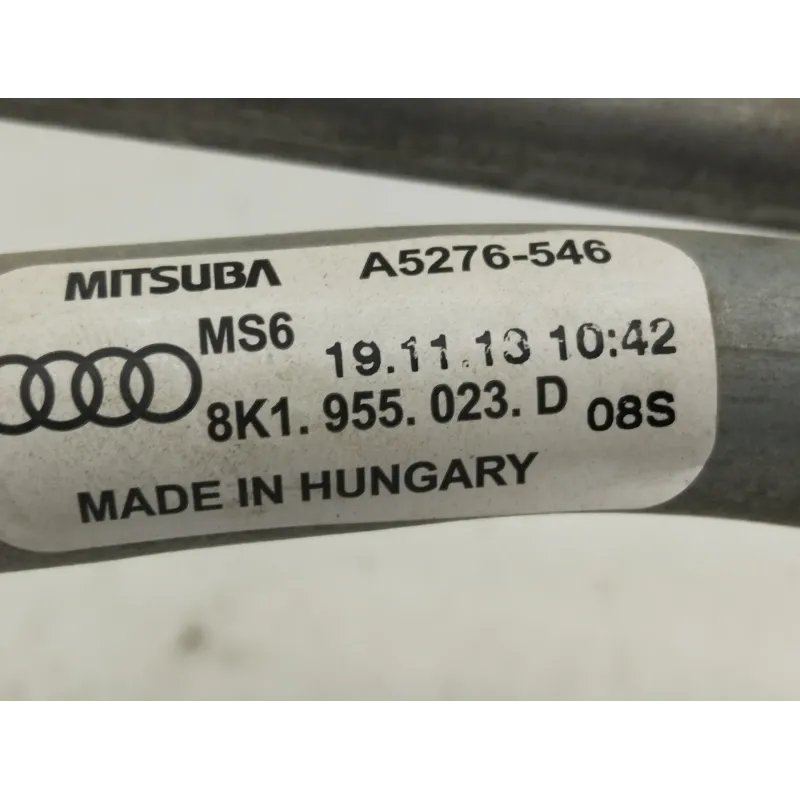 MITSUBA A5276-546
MS6 19.11.13 10:42
8K1. 955. 023. D 08S
MADE IN HUNGARY